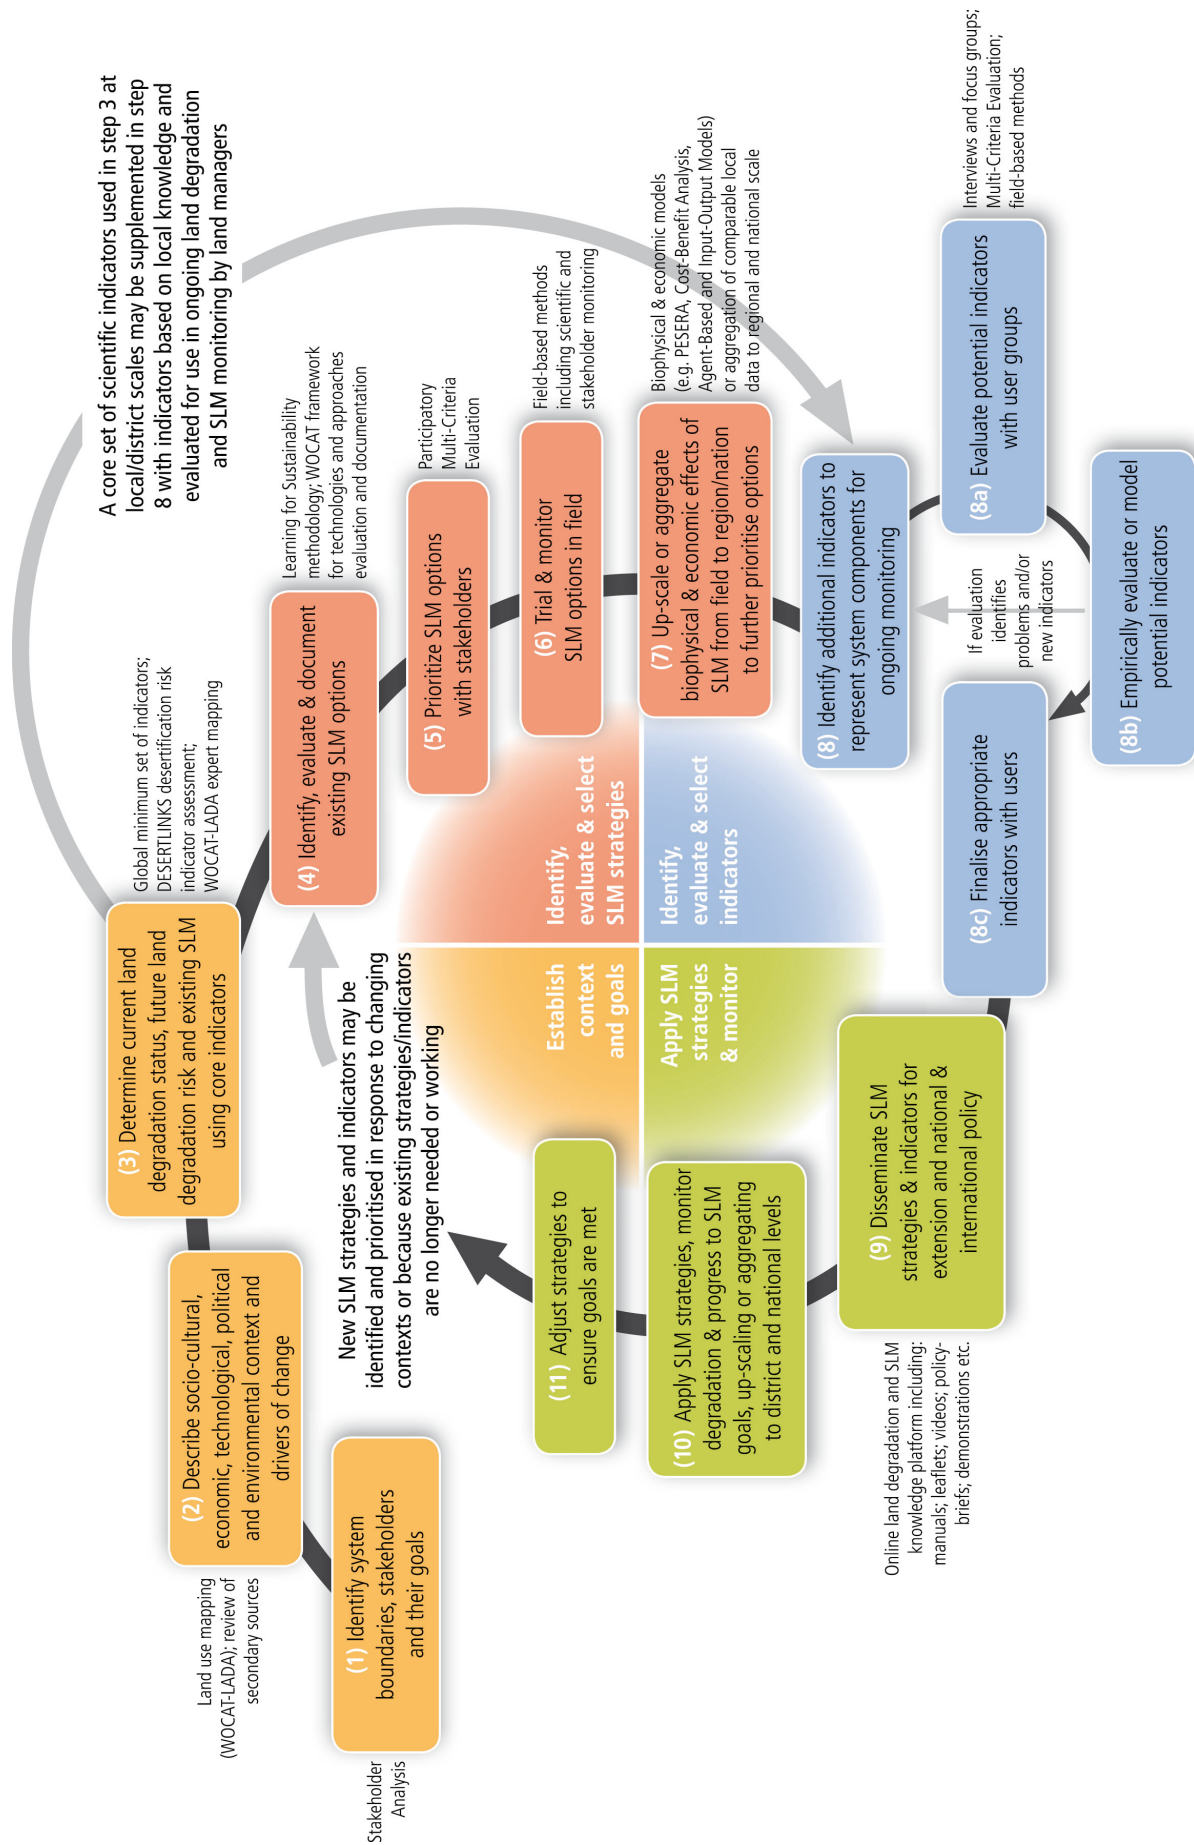 Stakeholder
Analysis
(1) Identify system
boundaries, stakeholders
and their goals
Land use mapping
(WOCAT-LADA); review of
secondary sources
(2) Describe socio-cultural,
economic, technological, political
and environmental context and
drivers of change
(3) Determine current land
degradation status, future land
degradation risk and existing SLM
using core indicators
Global minimum set of indicators;
DESERTLINKS desertification risk
indicator assessment;
WOCAT-LADA expert mapping
A core set of scientific indicators used in step 3 at
local/district scales may be supplemented in step
8 with indicators based on local knowledge and
evaluated for use in ongoing land degradation
and SLM monitoring by land managers
(4) Identify, evaluate & document
existing SLM options
Learning for Sustainability
methodology; WOCAT framework
for technologies and approaches
evaluation and documentation
(5) Prioritize SLM options
with stakeholders
Participatory
Multi-Criteria
Evaluation
(6) Trial & monitor
SLM options in field
Field-based methods
including scientific and
stakeholder monitoring
(7) Up-scale or aggregate
biophysical & economic effects of
SLM from field to region/nation
to further prioritise options
Biophysical & economic models
(e.g. PESERA, Cost-Benefit Analysis,
Agent-Based and Input-Output Models)
or aggregation of comparable local
data to regional and national scale
(8) Identify additional indicators to
represent system components for
ongoing monitoring
(8a) Evaluate potential indicators
with user groups
Interviews and focus groups;
Multi-Criteria Evaluation;
field-based methods
(8b) Empirically evaluate or model
potential indicators
If evaluation
identifies
problems and/or
new indicators
(8c) Finalise appropriate
indicators with users
(9) Disseminate SLM
strategies & indicators for
extension and national &
international policy
Online land degradation and SLM
knowledge platform including:
manuals; leaflets; videos; policy-
briefs; demonstrations etc.
(10) Apply SLM strategies, monitor
degradation & progress to SLM
goals, up-scaling or aggregating
to district and national levels
(11) Adjust strategies to
ensure goals are met
New SLM strategies and indicators may be
identified and prioritised in response to changing
contexts or because existing strategies/indicators
are no longer needed or working
Establish
context
and goals
Identify,
evaluate & select
SLM strategies
Apply SLM
strategies
& monitor
Identify,
evaluate & select
indicators